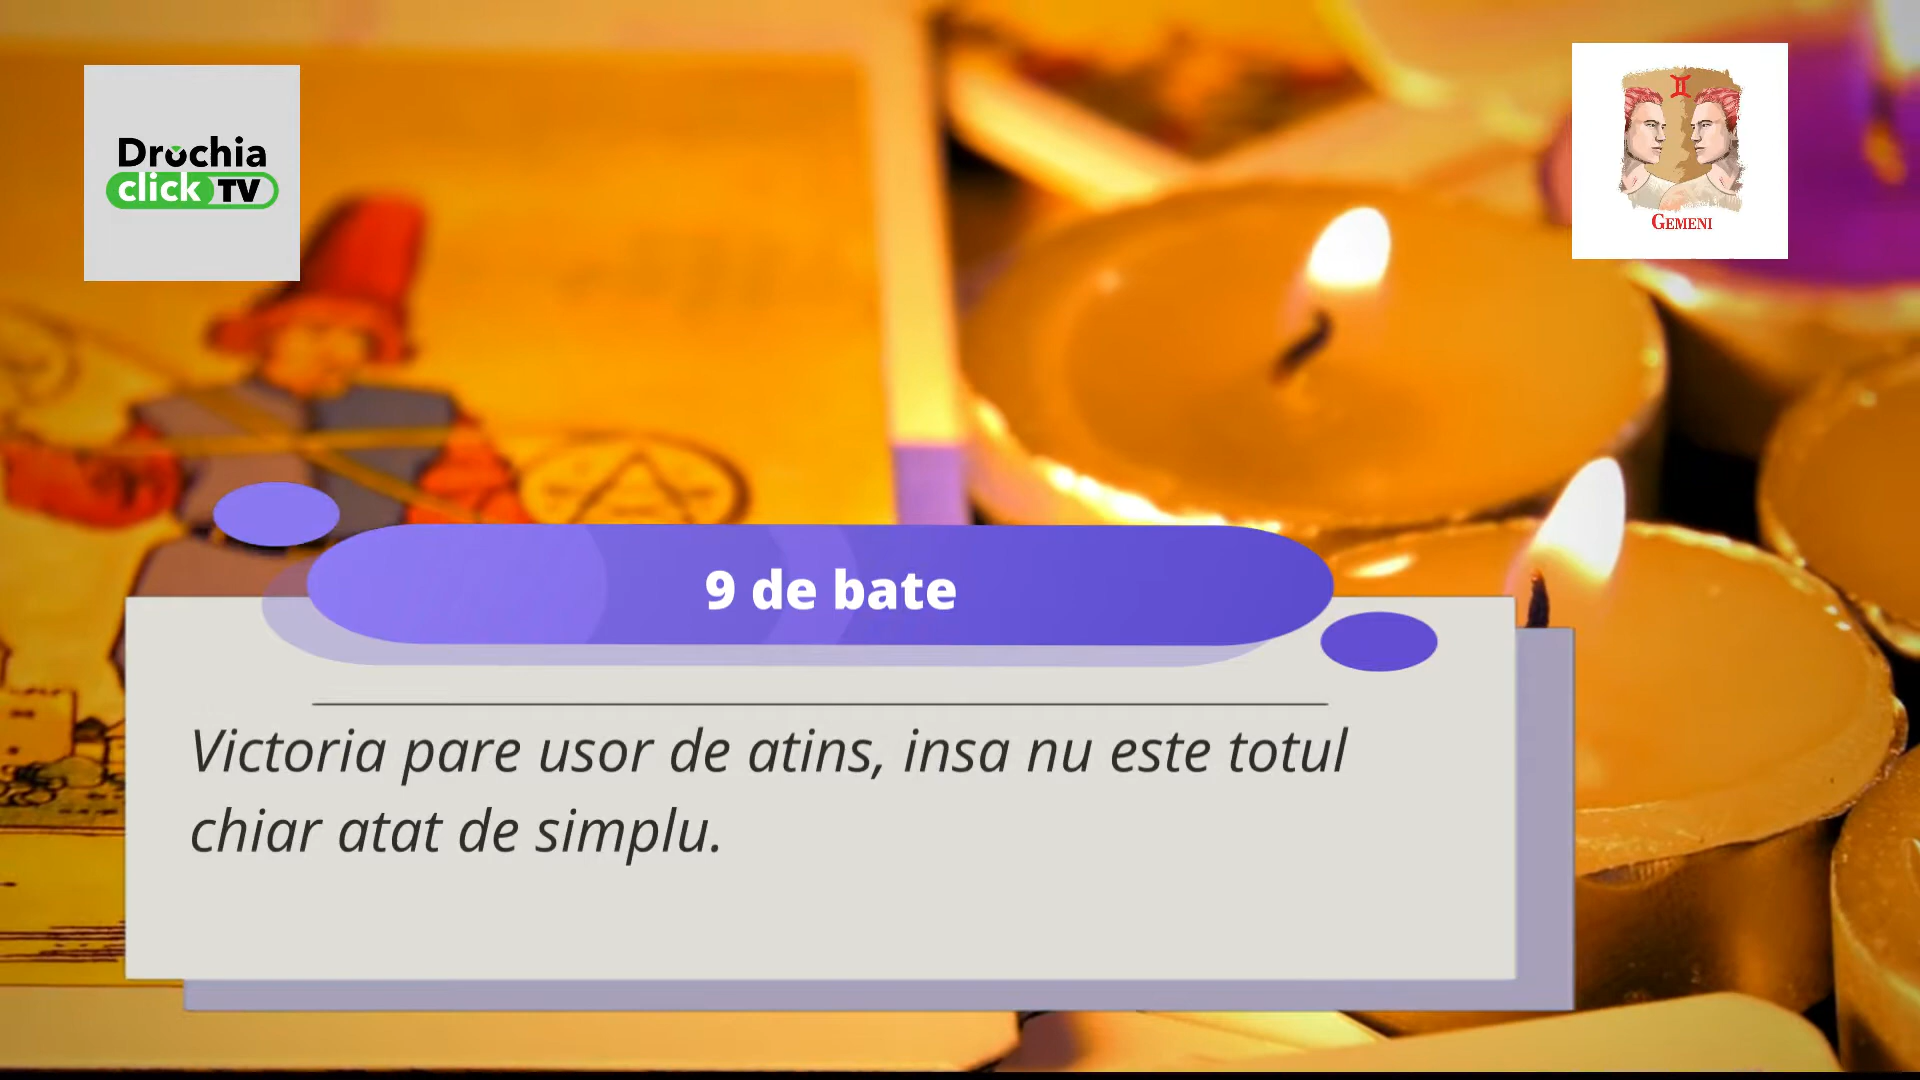 Drochia
click TV
♊
GEMENI
9 de bate
Victoria pare usor de atins, insa nu este totul
chiar atat de simplu.